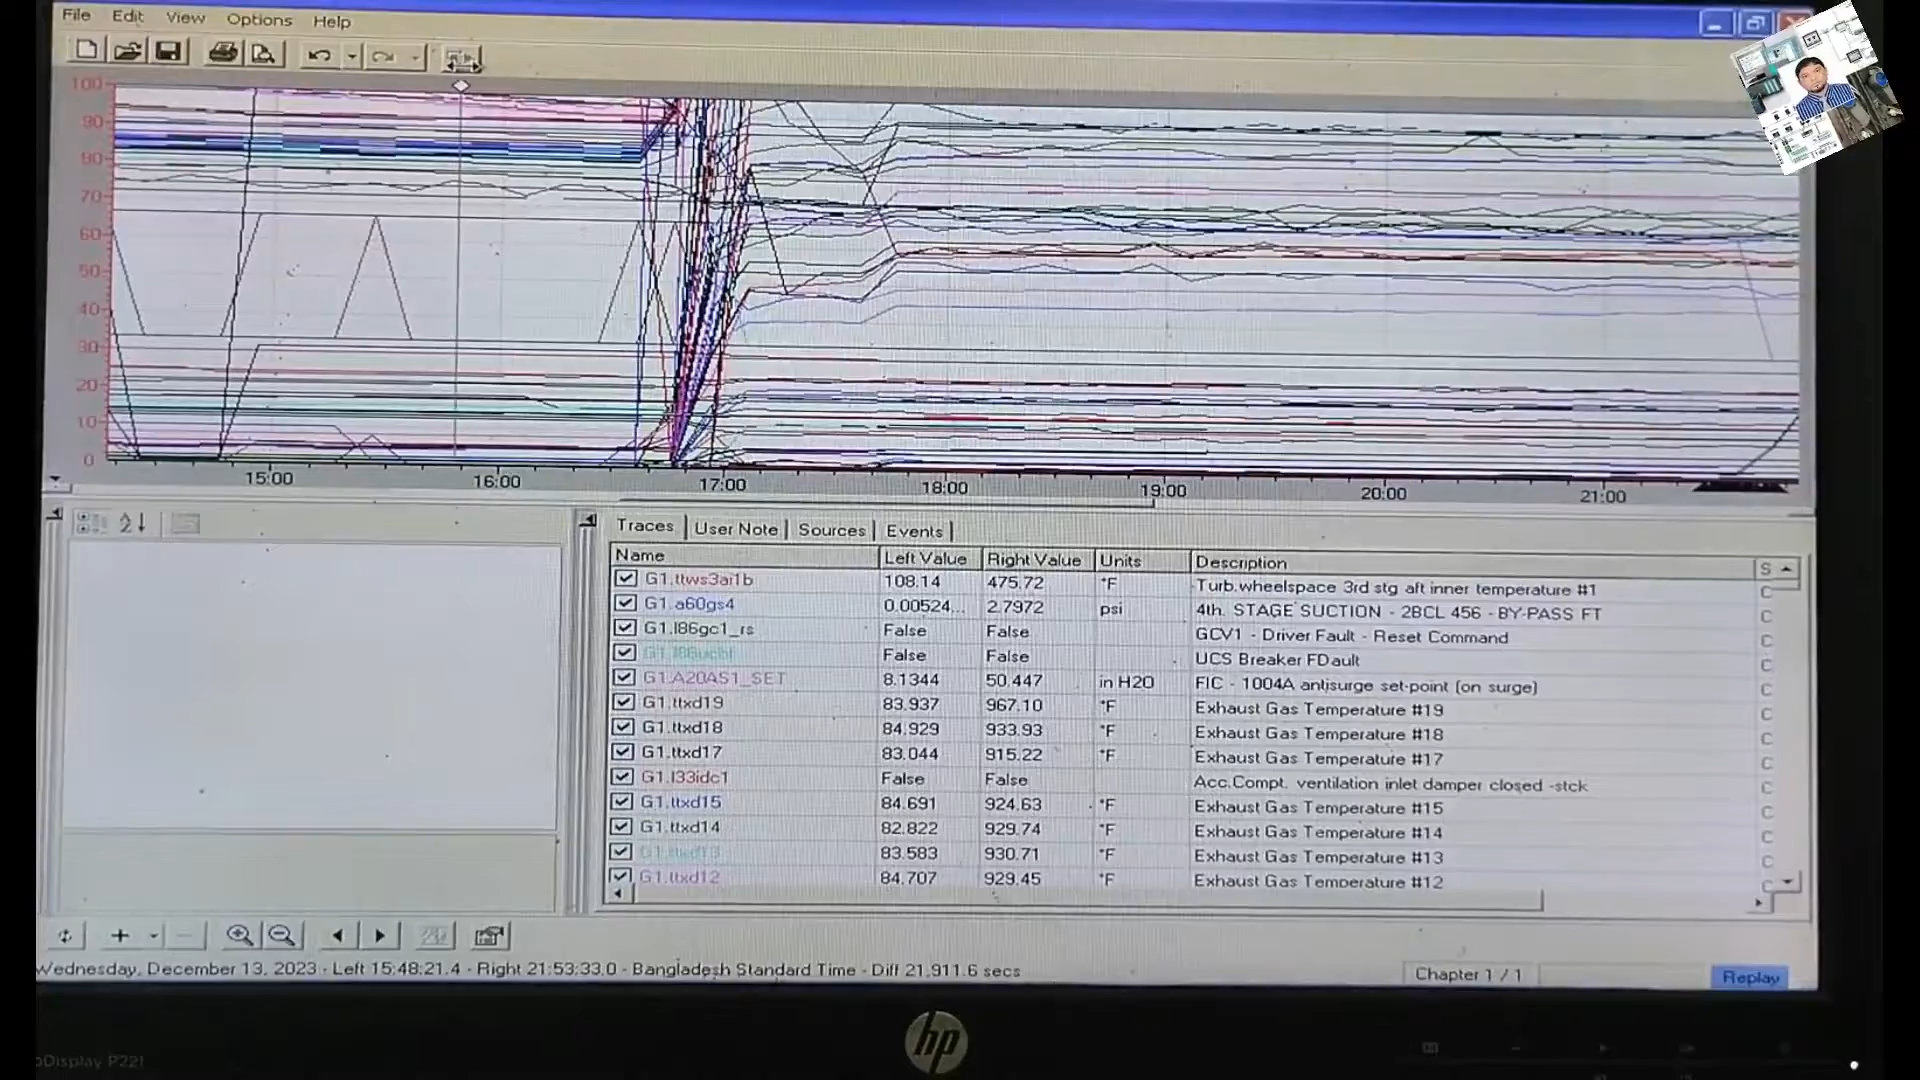 File Edit View Options Help
100
90
80
70
60
50
40
30
20
10
0
15:00 16:00 17:00 18:00 19:00 20:00 21:00
Traces User Note Sources Events
Name Left Value Right Value Units Description S
G1.ttws3ai1b 108.14 475.72 °F Turb.wheelspace 3rd stg aft inner temperature #1
G1.a60gs4 0.00524... 2.7972 psi 4th. STAGE SUCTION - 2BCL 456 - BY-PASS FT
G1.l86gc1_rs False False GCV1 - Driver Fault - Reset Command
G1.l86ucbf False False UCS Breaker FDault
G1.A20AS1_SET 8.1344 50.447 in H2O FIC - 1004A antisurge set-point (on surge)
G1.ttxd19 83.937 967.10 °F Exhaust Gas Temperature #19
G1.ttxd18 84.929 933.93 °F Exhaust Gas Temperature #18
G1.ttxd17 83.044 915.22 °F Exhaust Gas Temperature #17
G1.l33idc1 False False Acc.Compt. ventilation inlet damper closed -stck
G1.ttxd15 84.691 924.63 °F Exhaust Gas Temperature #15
G1.ttxd14 82.822 929.74 °F Exhaust Gas Temperature #14
G1.ttxd13 83.583 930.71 °F Exhaust Gas Temperature #13
G1.ttxd12 84.707 929.45 °F Exhaust Gas Temperature #12
Wednesday, December 13, 2023 - Left 15:48:21.4 - Right 21:53:33.0 - Bangladesh Standard Time - Diff 21,911.6 secs
Chapter 1 / 1
Replay
hp
Display P221